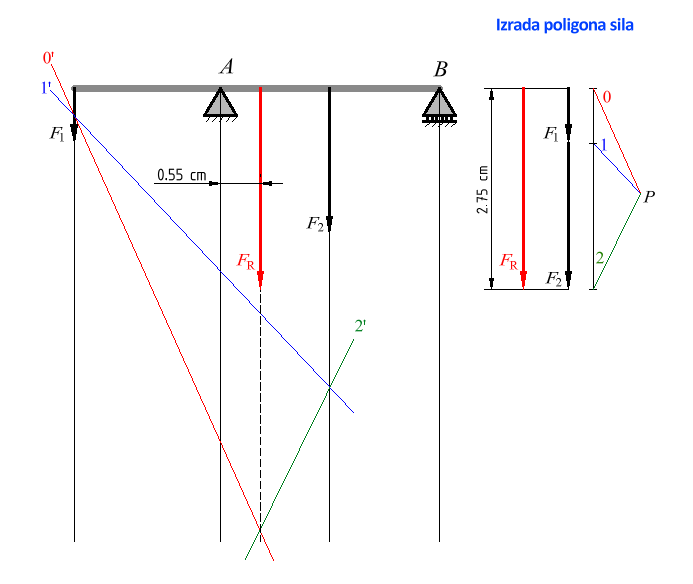 Izrada poligona sila
0'
1'
A
B
F1
0.55 cm
F2
FR
2'
2.75 cm
FR
F1
F2
0
1
2
P